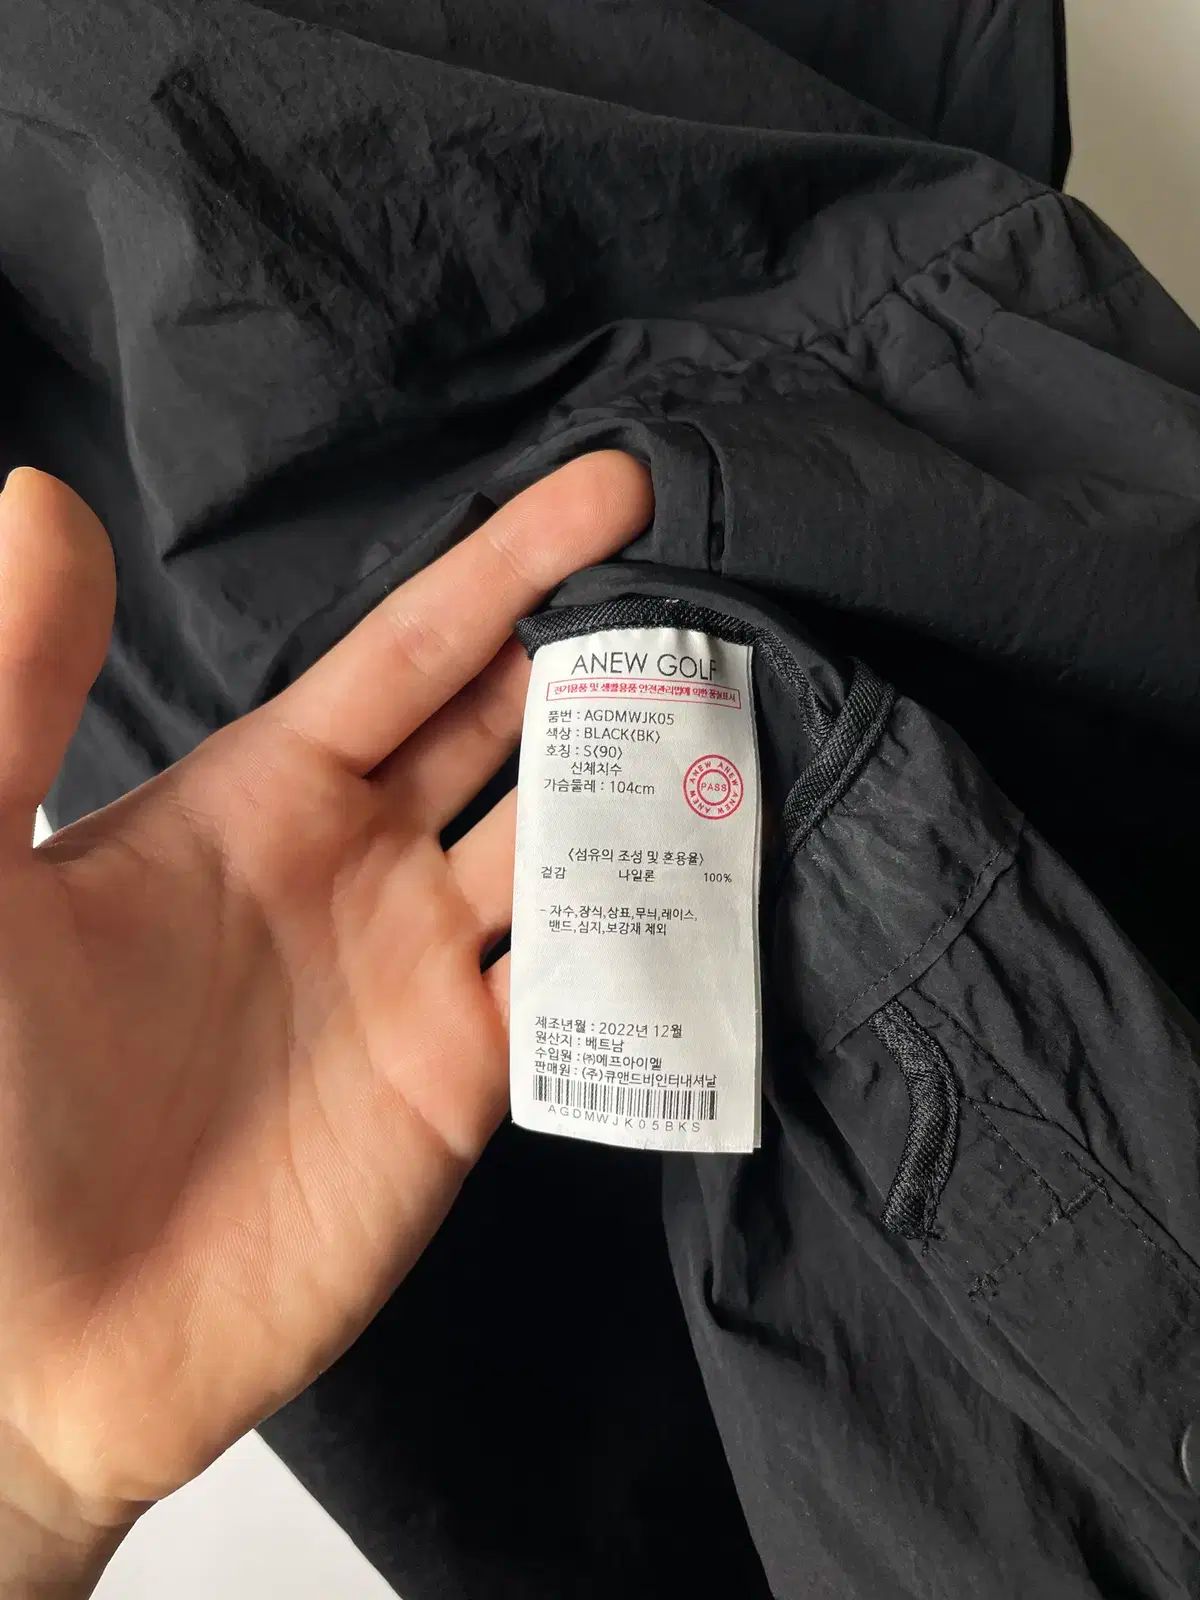 ANEW GOLF
전기용품 및 생활용품 안전관리법에 의한 품질표시
품번 : AGDMWJK05
색상 : BLACK(BK)
호칭 : S(90)
신체치수
가슴둘레 : 104cm
ANEW ANEW ANEW ANEW
PASS
<섬유의 조성 및 혼용율>
겉감 나일론 100%
- 자수,장식,상표,무늬,레이스,
밴드,심지,보강재 제외
제조년월 : 2022년 12월
원산지 : 베트남
수입원 : ㈜에프아이엘
판매원 : (주)큐앤드비인터내셔날
AGDMWJK05BKS